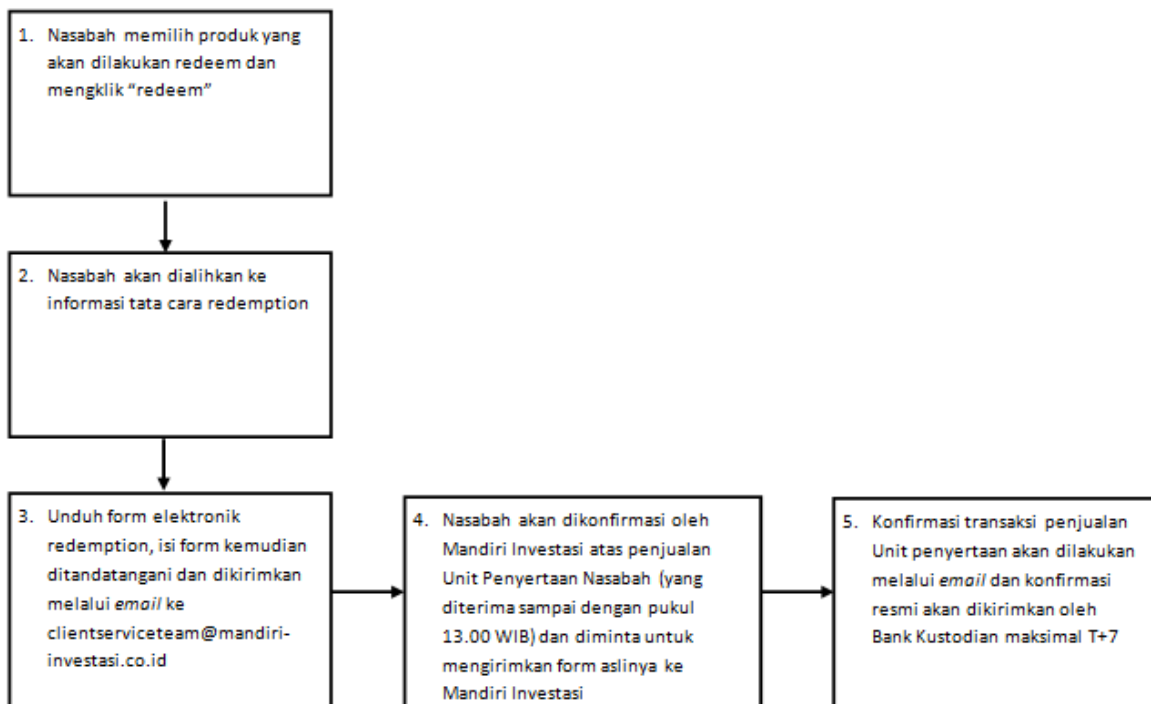 1. Nasabah memilih produk yang
akan dilakukan redeem dan
mengklik “redeem”
2. Nasabah akan dialihkan ke
informasi tata cara redemption
3. Unduh form elektronik
redemption, isi form kemudian
ditandatangani dan dikirimkan
melalui email ke
clientserviceteam@mandiri-
investasi.co.id
4. Nasabah akan dikonfirmasi oleh
Mandiri Investasi atas penjualan
Unit Penyertaan Nasabah (yang
diterima sampai dengan pukul
13.00 WIB) dan diminta untuk
mengirimkan form aslinya ke
Mandiri Investasi
5. Konfirmasi transaksi penjualan
Unit penyertaan akan dilakukan
melalui email dan konfirmasi
resmi akan dikirimkan oleh
Bank Kustodian maksimal T+7